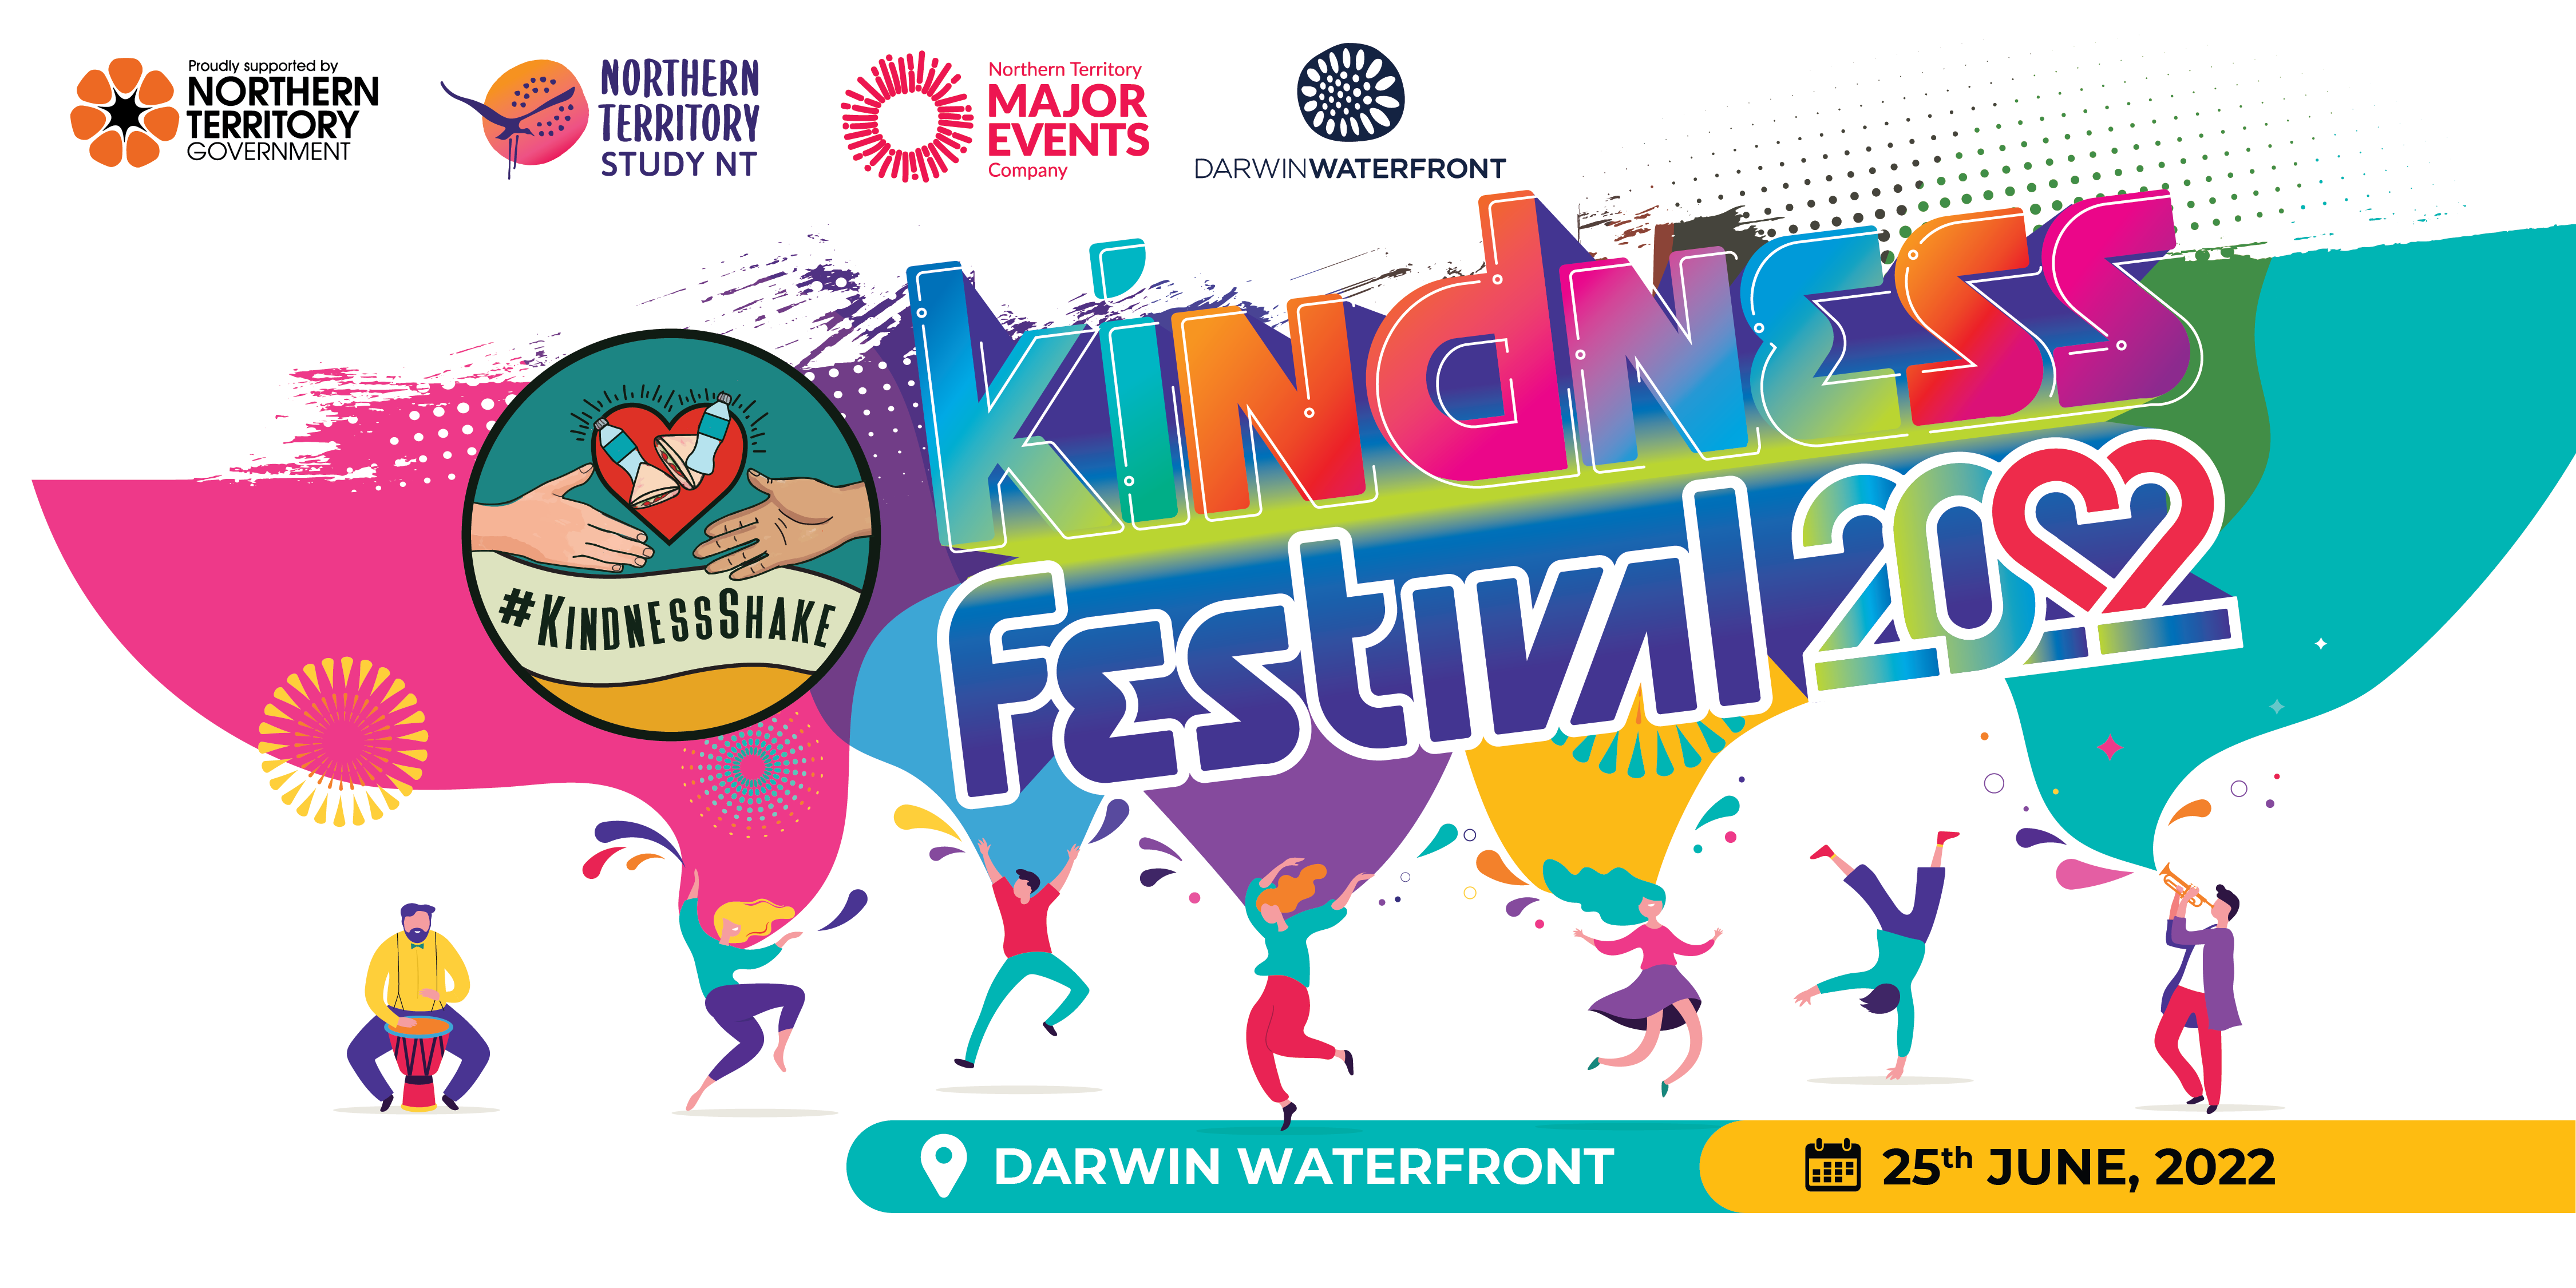 Proudly supported by
NORTHERN
TERRITORY
GOVERNMENT
NORTHERN
TERRITORY
STUDY NT
Northern Territory
MAJOR
EVENTS
Company
DARWINWATERFRONT
kindness
festival 2022
#KINDNESSSHAKE
DARWIN WATERFRONT
25th JUNE, 2022